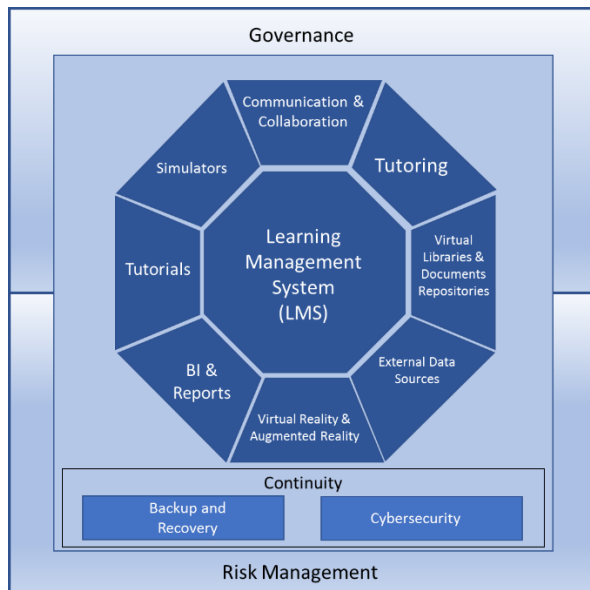 Governance
Communication &
Collaboration
Tutoring
Simulators
Virtual
Libraries &
Documents
Repositories
Learning
Management
System
(LMS)
Tutorials
External Data
Sources
BI &
Reports
Virtual Reality &
Augmented Reality
Continuity
Backup and
Recovery
Cybersecurity
Risk Management